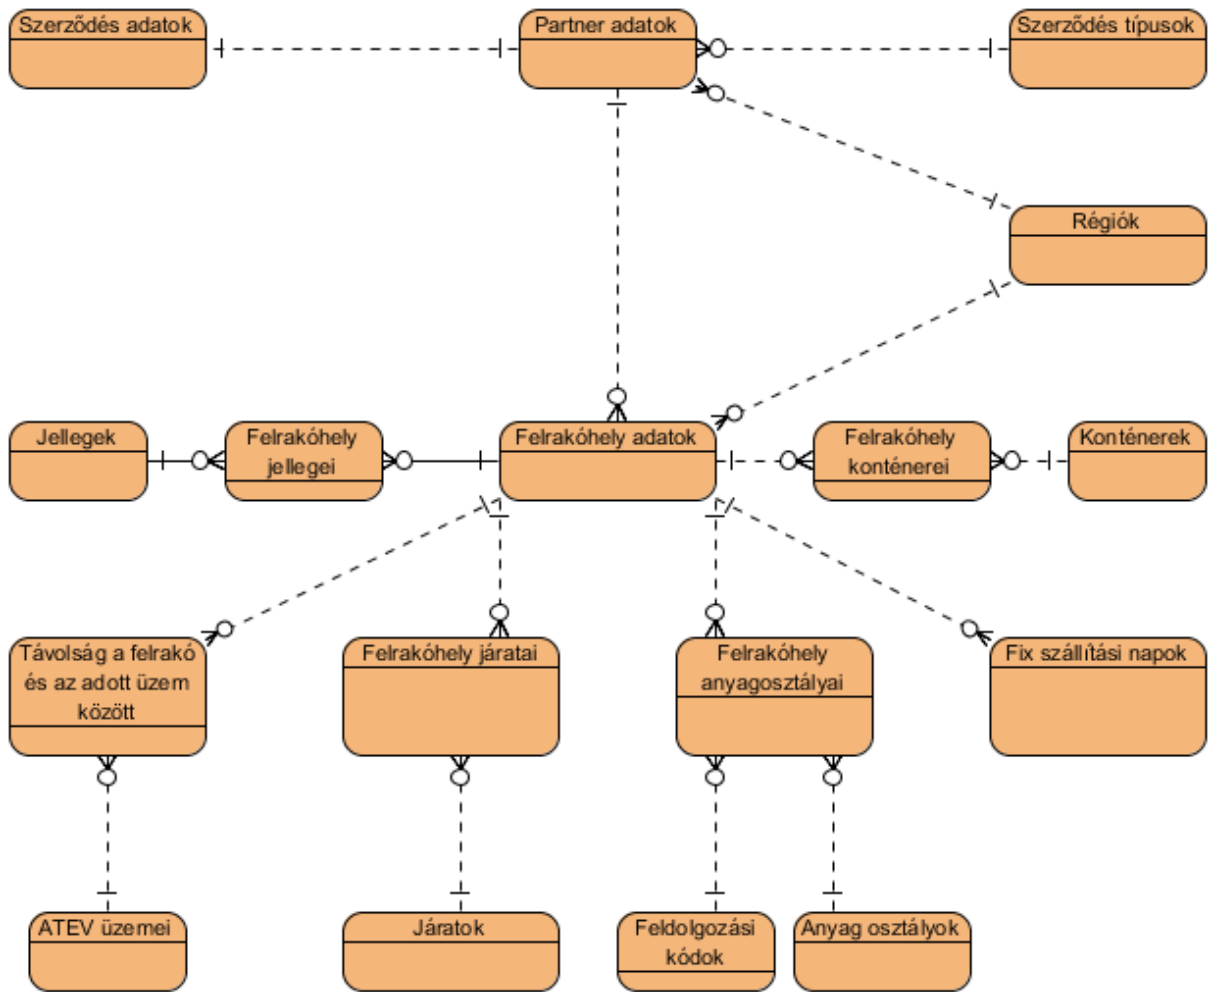 Szerződés adatok
Partner adatok
Szerződés típusok
Régiók
Jellegek
Felrakóhely
jellegei
Felrakóhely adatok
Felrakóhely
konténerei
Konténerek
Távolság a felrakó
és az adott üzem
között
Felrakóhely járatai
Felrakóhely
anyagosztályai
Fix szállítási napok
ATEV üzemei
Járatok
Feldolgozási
kódok
Anyag osztályok